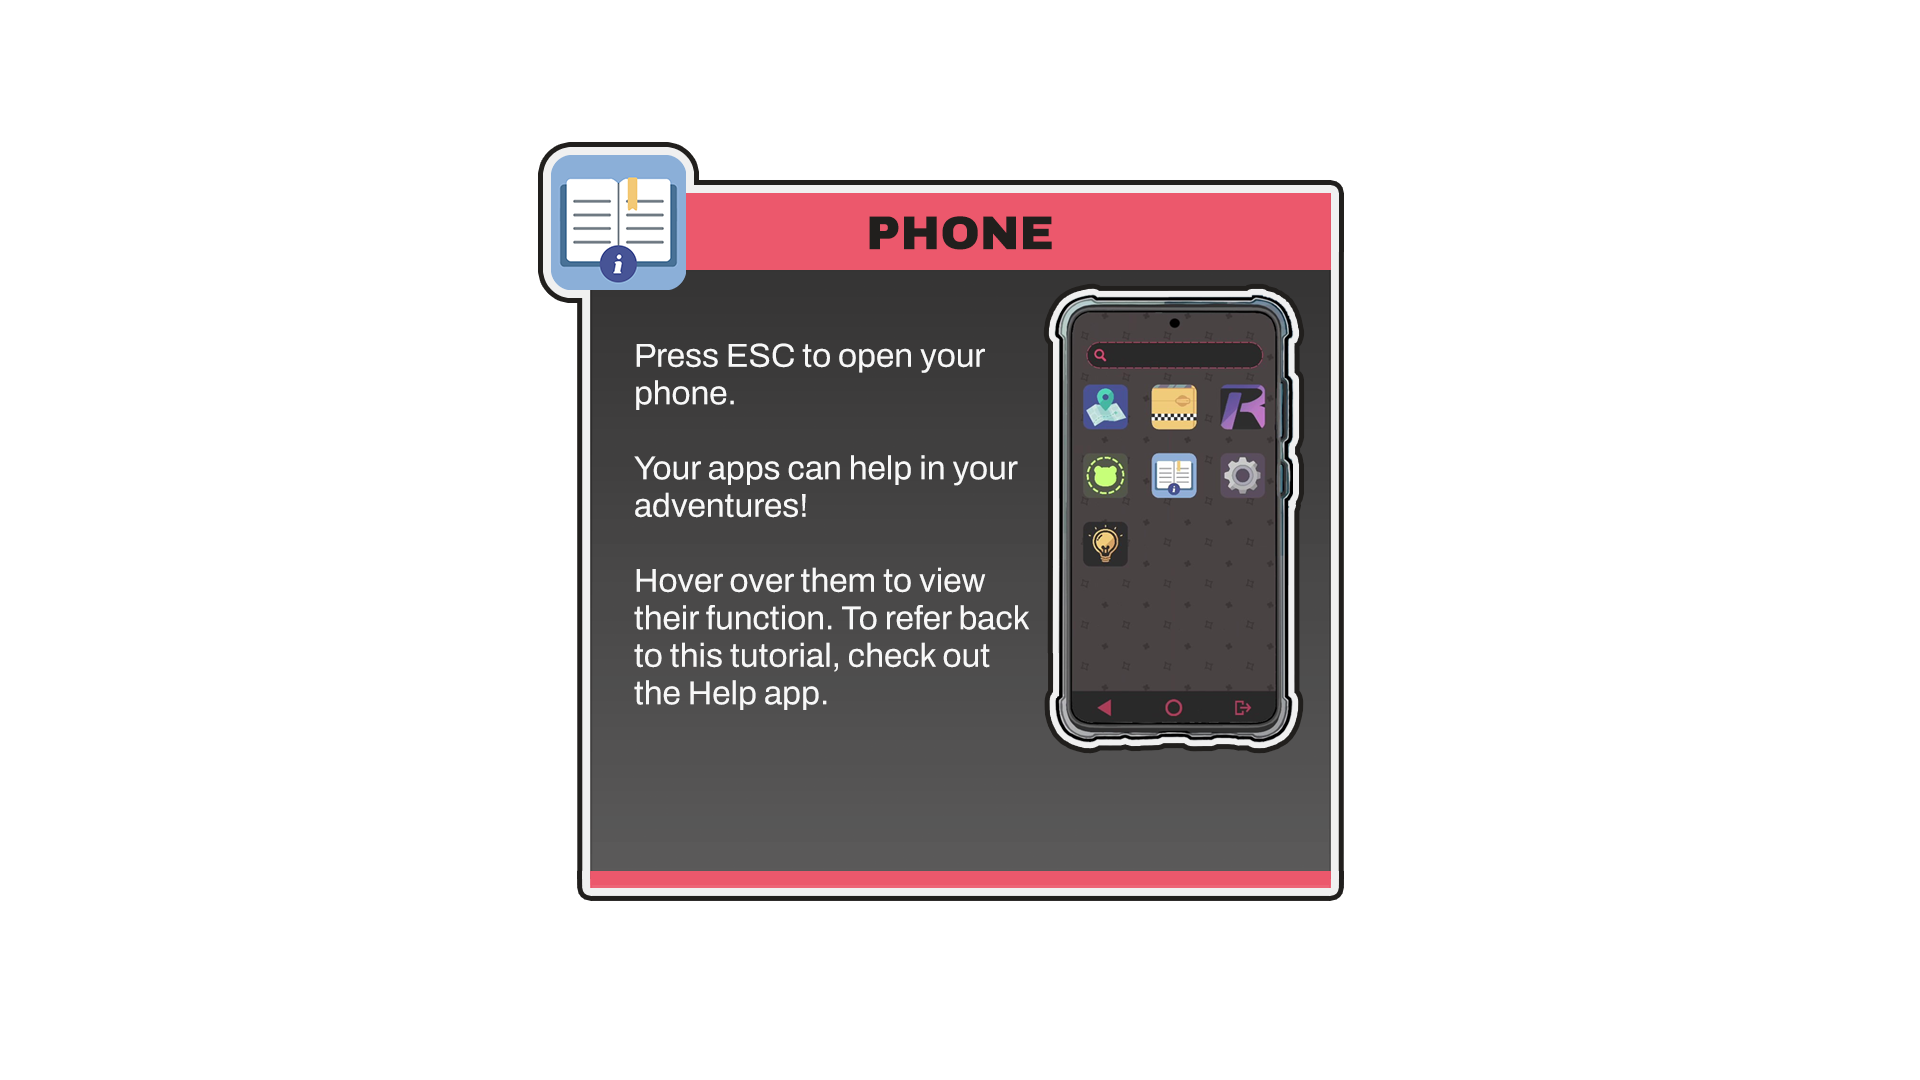 PHONE
Press ESC to open your
phone.
Your apps can help in your
adventures!
Hover over them to view
their function. To refer back
to this tutorial, check out
the Help app.